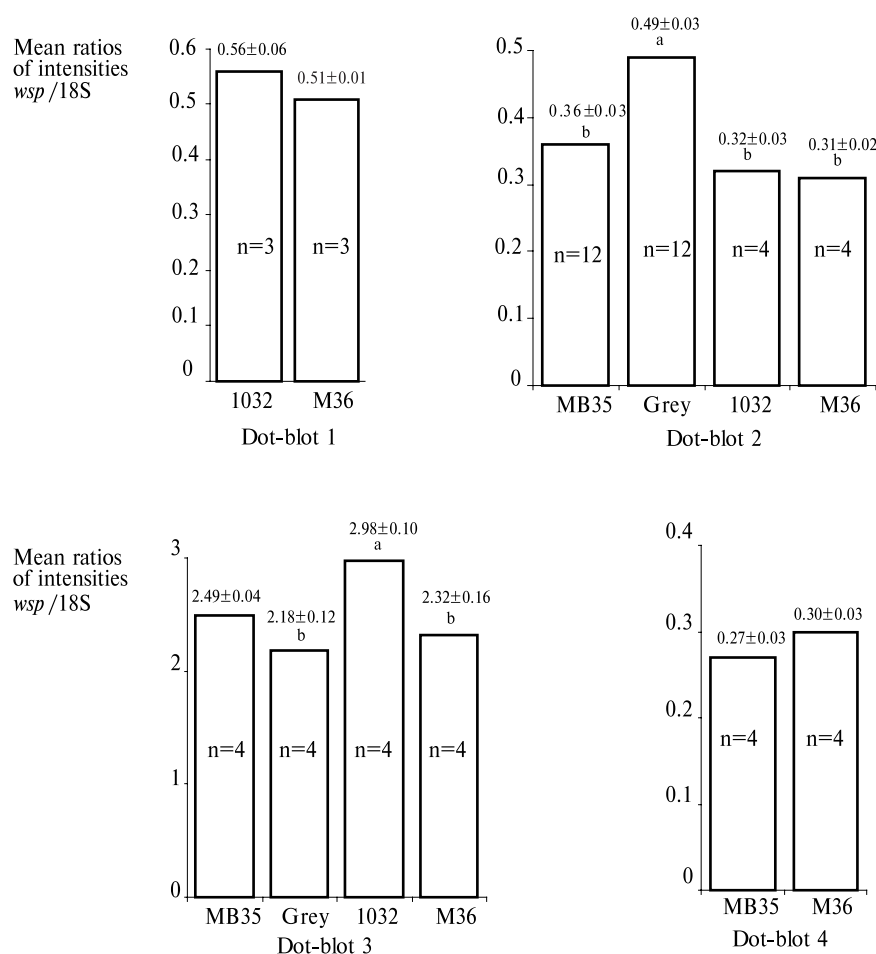 Mean ratios
of intensities
wsp/18S
0.6
0.5
0.4
0.3
0.2
0.1
0
0.56±0.06
0.51±0.01
n=3
n=3
1032
M36
Dot-blot 1
0.5
0.4
0.3
0.2
0.1
0
0.36±0.03
b
0.49±0.03
a
0.32±0.03
b
0.31±0.02
b
n=12
n=12
n=4
n=4
MB35
Grey
1032
M36
Dot-blot 2
Mean ratios
of intensities
wsp/18S
3
2
1
0
2.49±0.04
2.18±0.12
b
2.98±0.10
a
2.32±0.16
b
n=4
n=4
n=4
n=4
MB35
Grey
1032
M36
Dot-blot 3
0.4
0.3
0.2
0.1
0
0.27±0.03
0.30±0.03
n=4
n=4
MB35
M36
Dot-blot 4